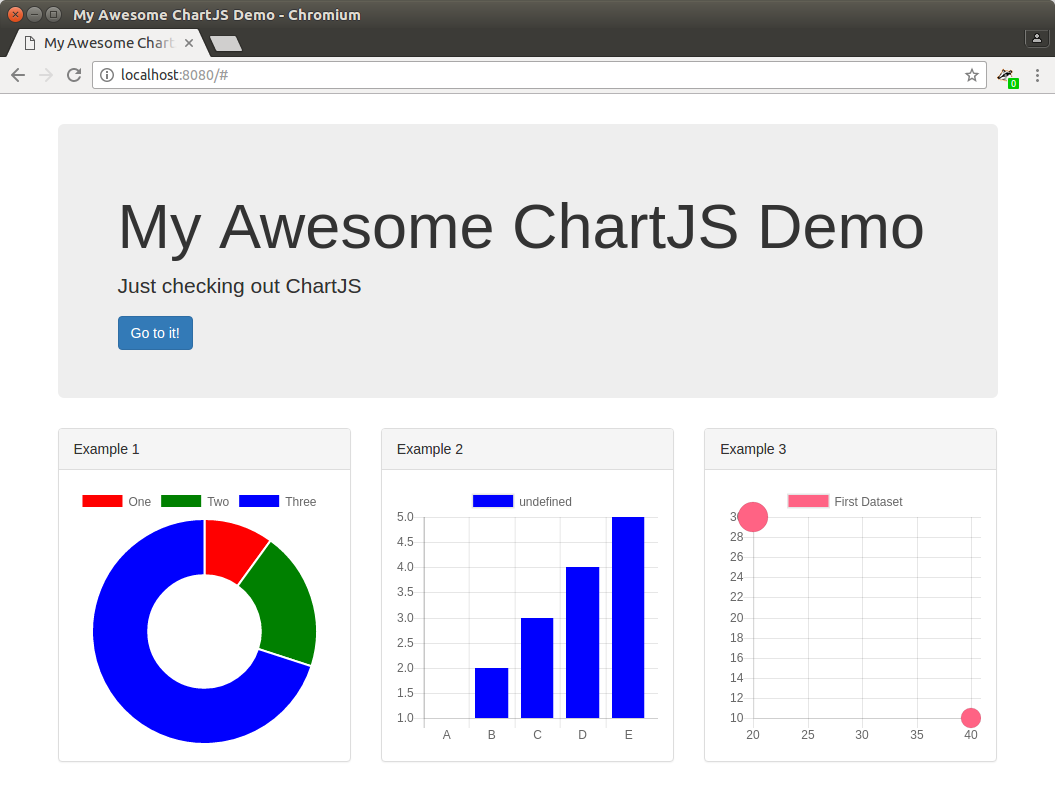 My Awesome ChartJS Demo - Chromium
My Awesome Chart
localhost:8080/#
0
My Awesome ChartJS Demo
Just checking out ChartJS
Go to it!
Example 1
One Two Three
Example 2
undefined
5.0
4.5
4.0
3.5
3.0
2.5
2.0
1.5
1.0
A B C D E
Example 3
First Dataset
28
26
24
22
20
18
16
14
12
10
20 25 30 35 40